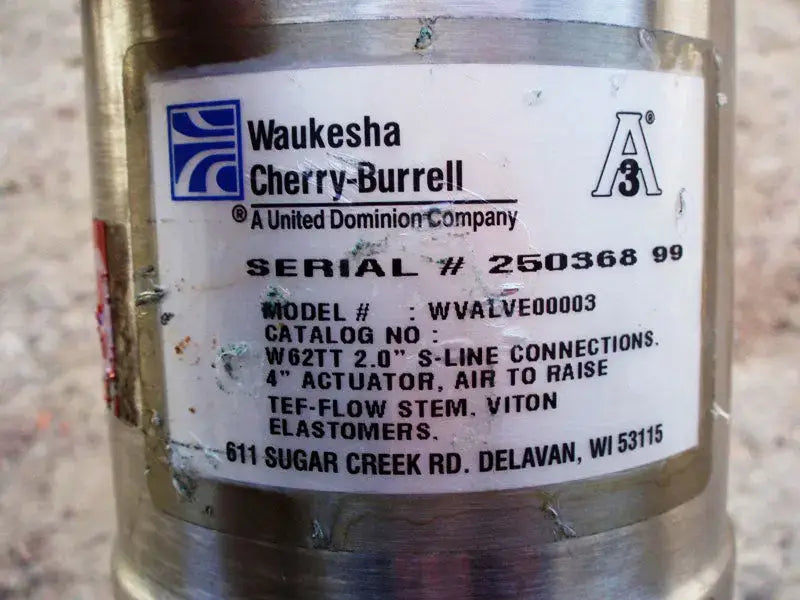 Waukesha
Cherry-Burrell
® A United Dominion Company
A ®
3
SERIAL # 250368 99
MODEL # : WVALVE00003
CATALOG NO :
W62TT 2.0" S-LINE CONNECTIONS.
4" ACTUATOR, AIR TO RAISE
TEF-FLOW STEM. VITON
ELASTOMERS.
611 SUGAR CREEK RD. DELAVAN, WI 53115